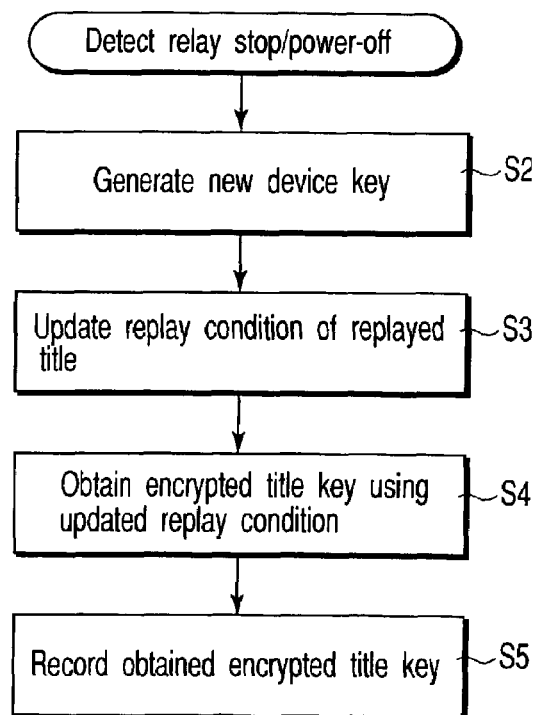 Detect relay stop/power-off
Generate new device key
S2
Update replay condition of replayed
title
S3
Obtain encrypted title key using
updated replay condition
S4
Record obtained encrypted title key
S5